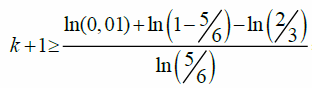 k+1≥ (ln(0,01)+ln(1−5/6)−ln(2/3)) / ln(5/6)